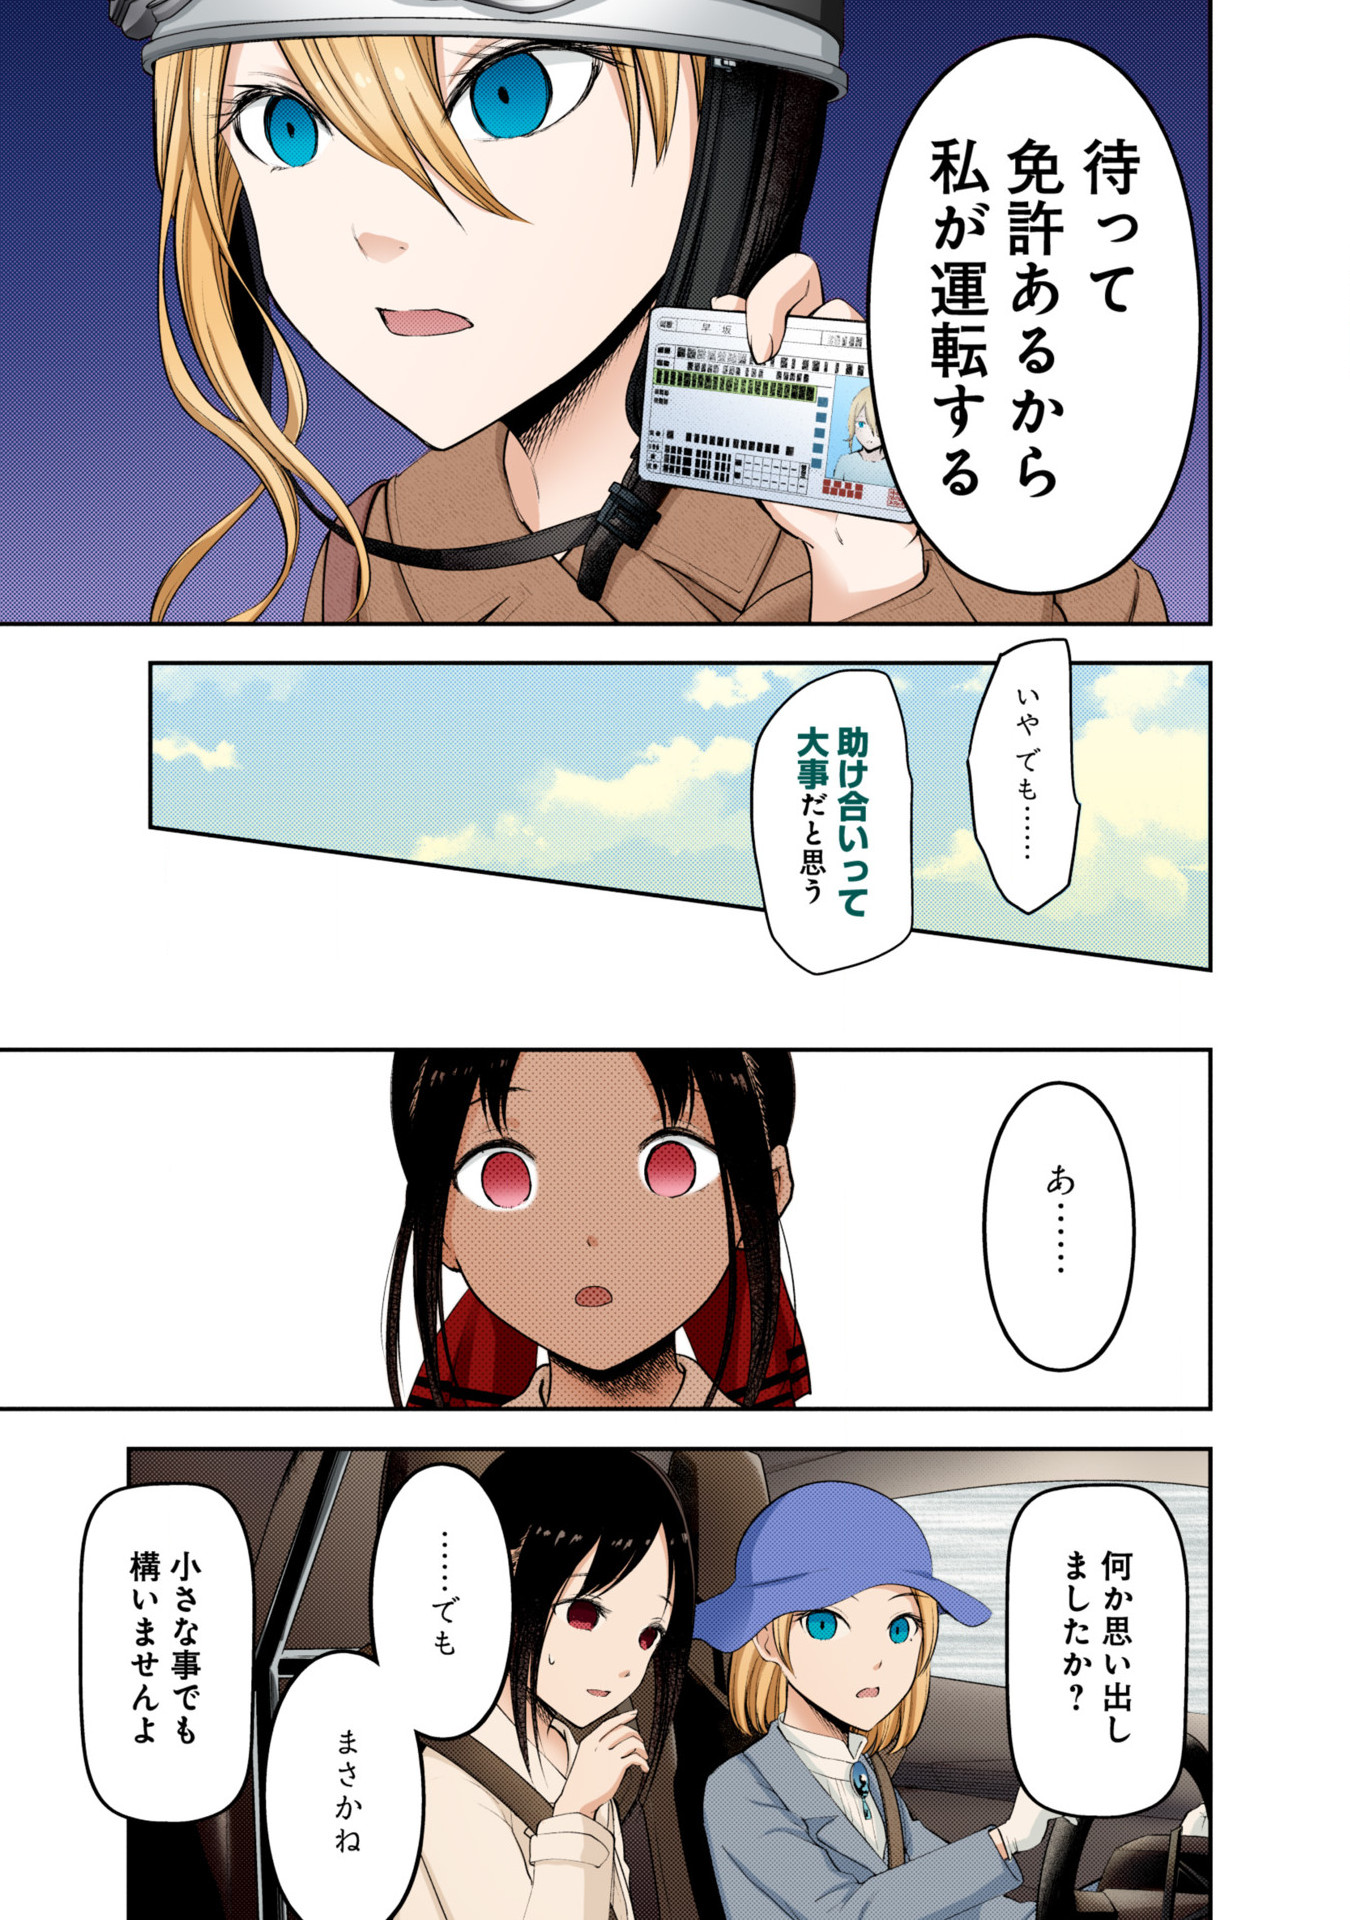 待って
免許あるから
私が運転する
早坂
いやでも……
助け合いって
大事だと思う
あ……
何か思い出し
ましたか？
……でも
まさかね
小さな事でも
構いませんよ